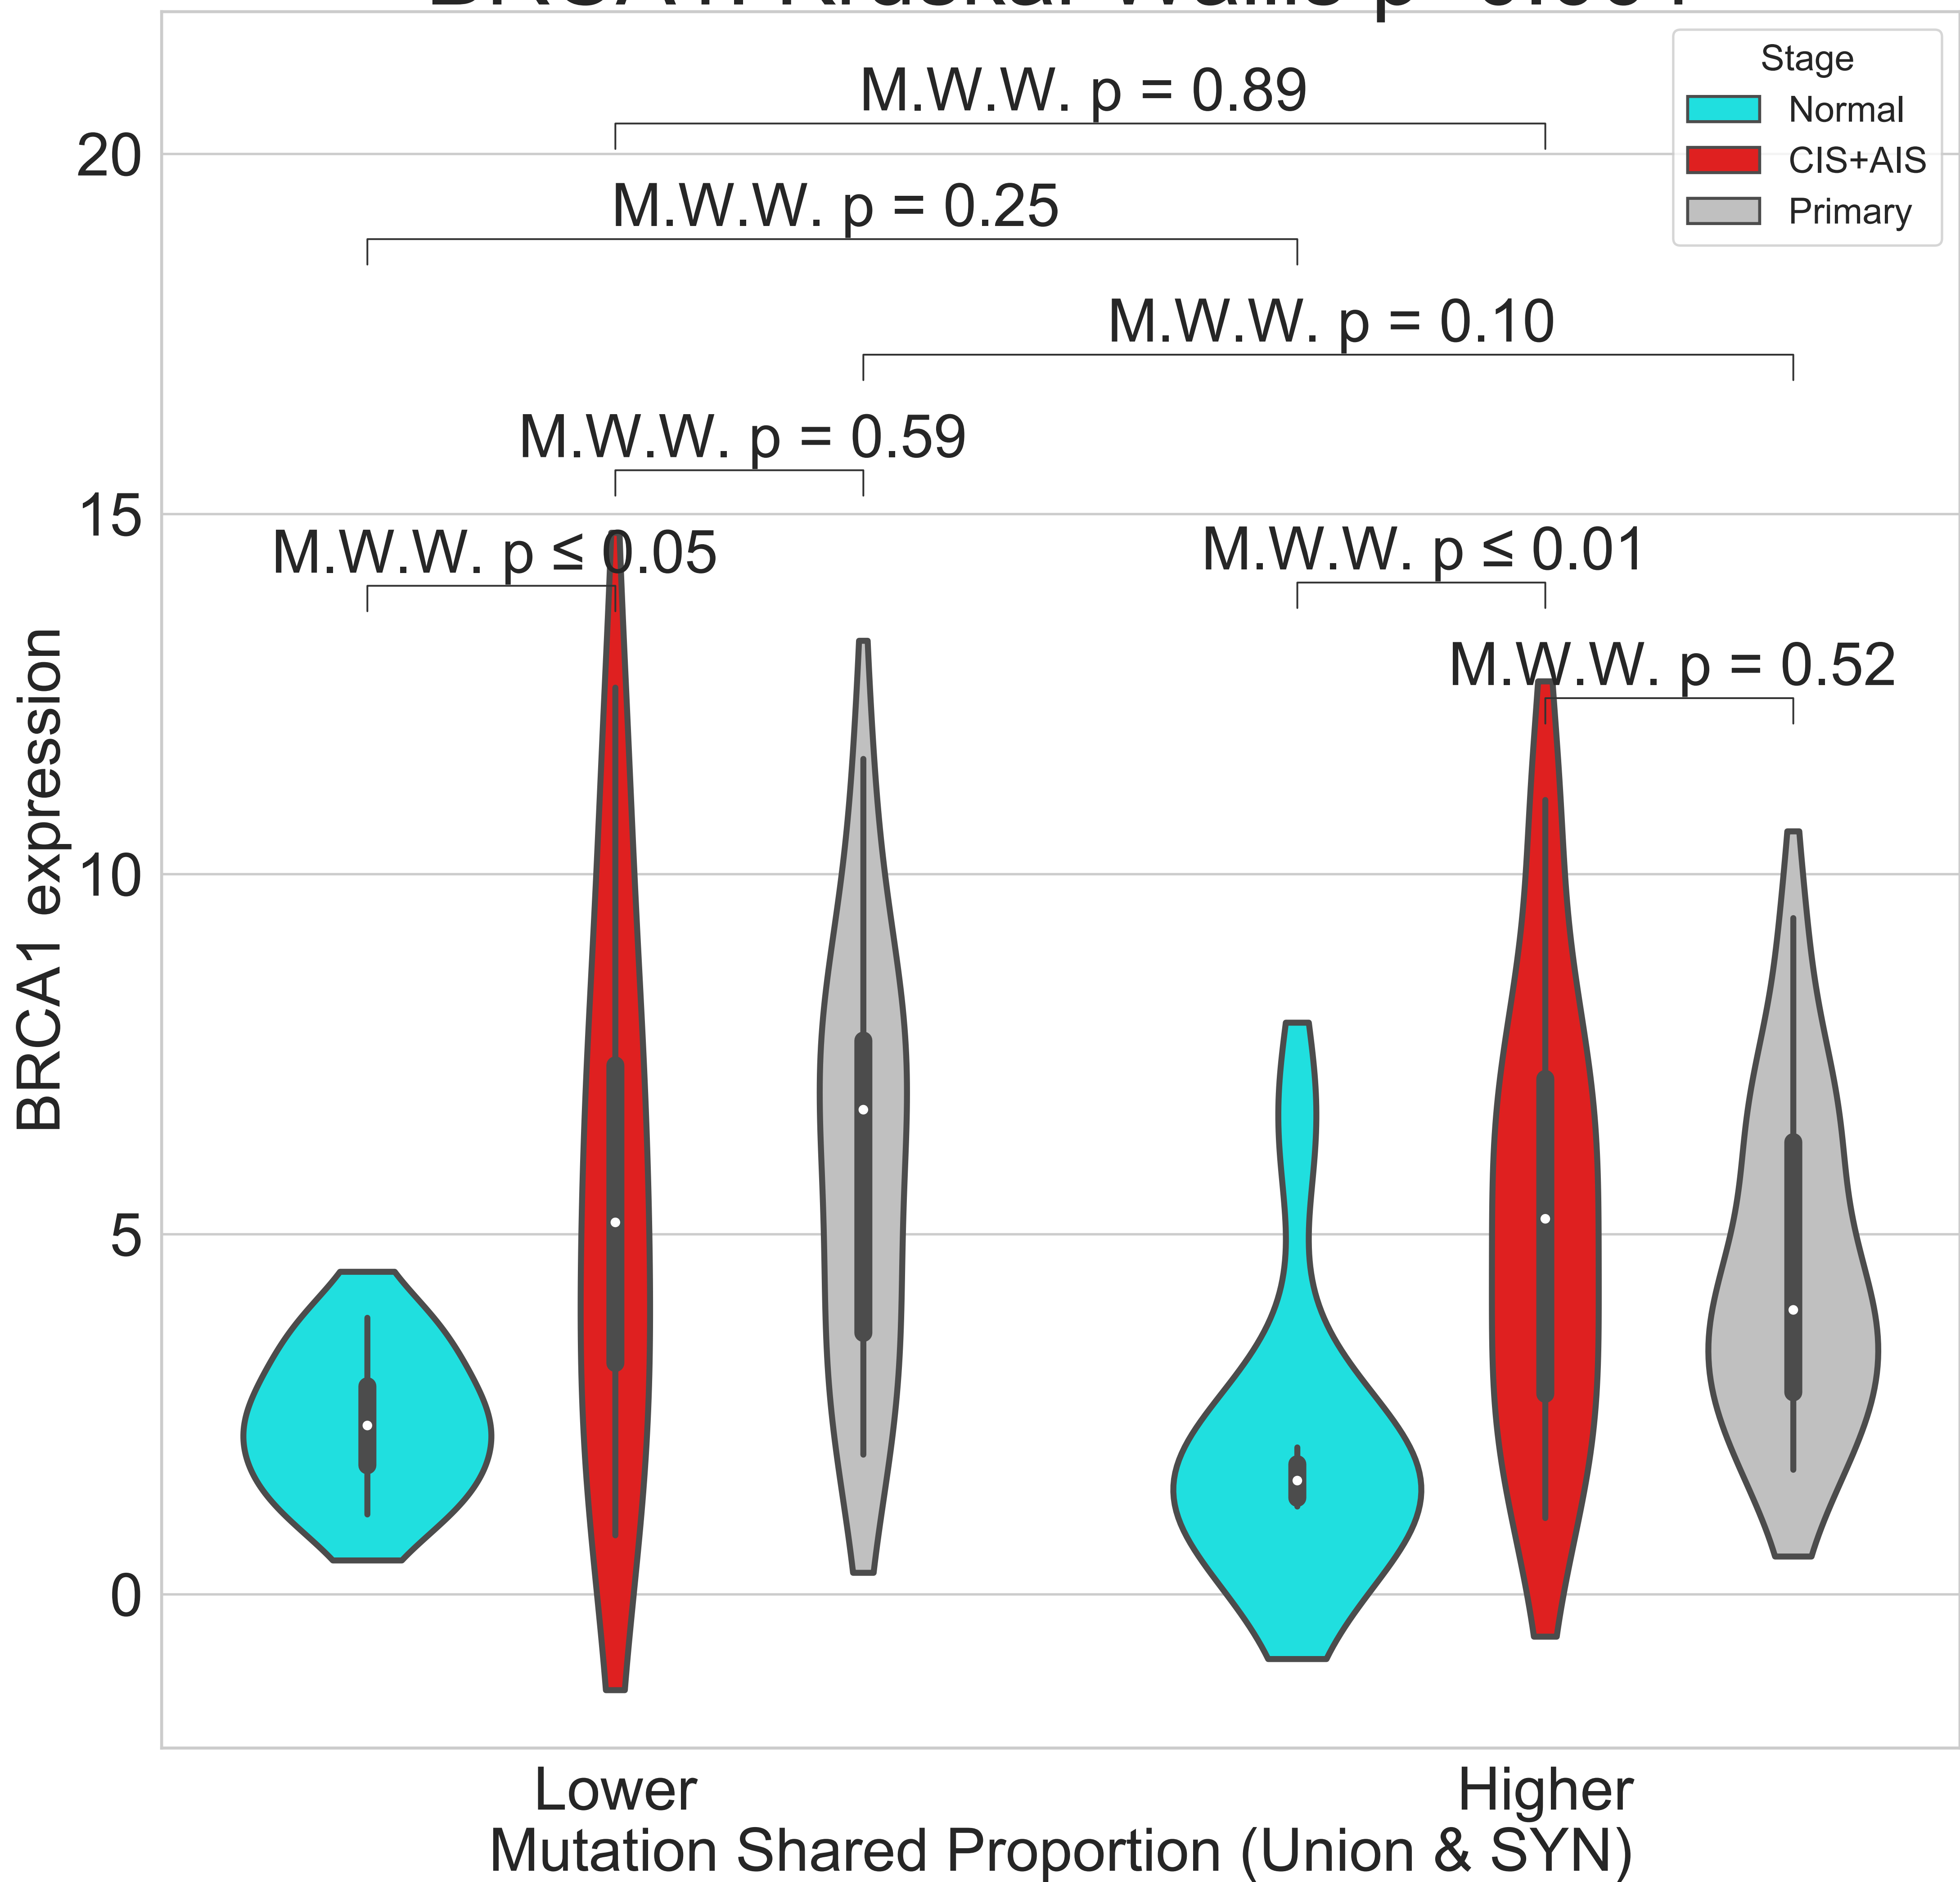 M.W.W. p = 0.89
Stage
Normal
CIS+AIS
Primary
20
M.W.W. p = 0.25
M.W.W. p = 0.10
M.W.W. p = 0.59
15
M.W.W. p ≤ 0.05
M.W.W. p ≤ 0.01
M.W.W. p = 0.52
BRCA1 expression
10
5
0
Lower
Higher
Mutation Shared Proportion (Union & SYN)